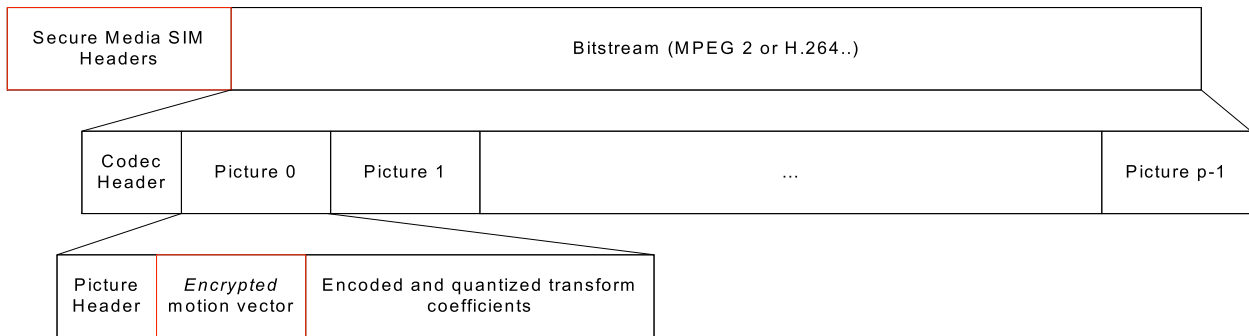 Secure Media SIM
Headers
Bitstream (MPEG 2 or H.264..)
Codec
Header
Picture 0
Picture 1
...
Picture p-1
Picture
Header
Encrypted
motion vector
Encoded and quantized transform
coefficients